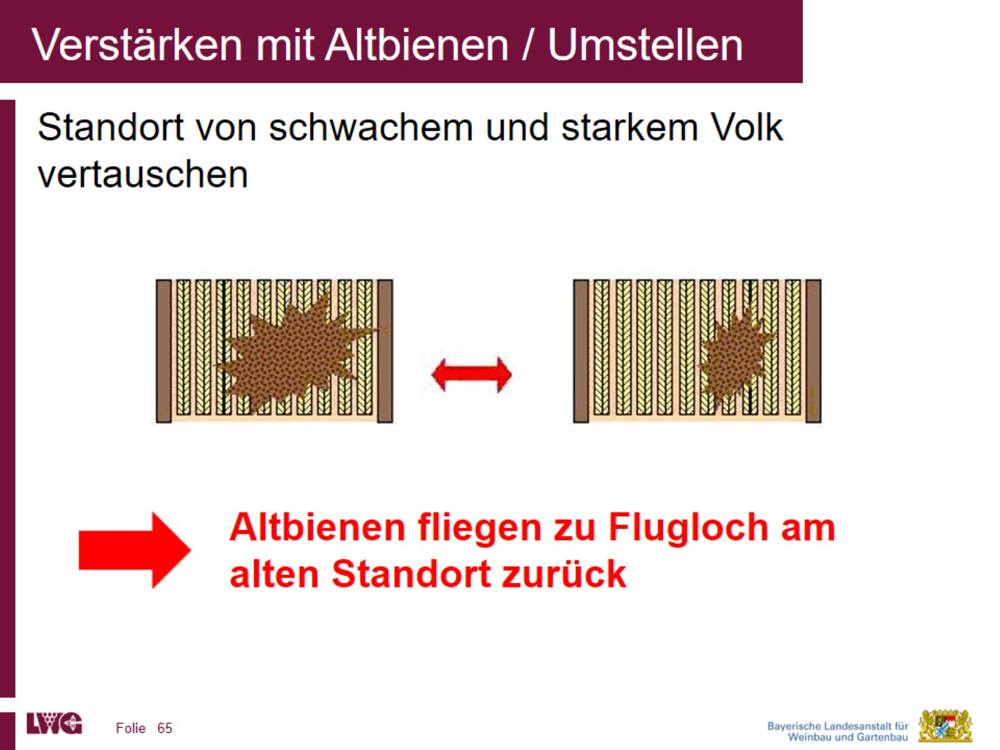 Verstärken mit Altbienen / Umstellen
Standort von schwachem und starkem Volk
vertauschen
Altbienen fliegen zu Flugloch am
alten Standort zurück
LWG
Folie 65
Bayerische Landesanstalt für
Weinbau und Gartenbau